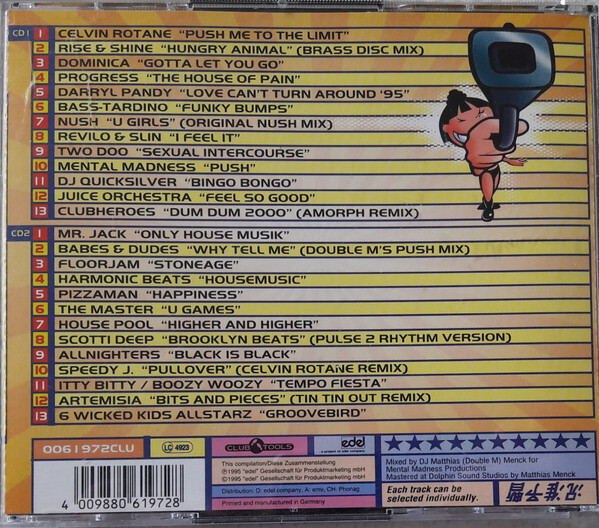 CD 1
1 CELVIN ROTANE "PUSH ME TO THE LIMIT"
2 RISE & SHINE "HUNGRY ANIMAL" (BRASS DISC MIX)
3 DOMINICA "GOTTA LET YOU GO"
4 PROGRESS "THE HOUSE OF PAIN"
5 DARRYL PANDY "LOVE CAN'T TURN AROUND '95"
6 BASS-TARDINO "FUNKY BUMPS"
7 NUSH "U GIRLS" (ORIGINAL NUSH MIX)
8 REVILO & SLIN "I FEEL IT"
9 TWO DOO "SEXUAL INTERCOURSE"
10 MENTAL MADNESS "PUSH"
11 DJ QUICKSILVER "BINGO BONGO"
12 JUICE ORCHESTRA "FEEL SO GOOD"
13 CLUBHEROES "DUM DUM 2000" (AMORPH REMIX)
CD2
1 MR. JACK "ONLY HOUSE MUSIK"
2 BABES & DUDES "WHY TELL ME" (DOUBLE M'S PUSH MIX)
3 FLOORJAM "STONEAGE"
4 HARMONIC BEATS "HOUSEMUSIC"
5 PIZZAMAN "HAPPINESS"
6 THE MASTER "U GAMES"
7 HOUSE POOL "HIGHER AND HIGHER"
8 SCOTTI DEEP "BROOKLYN BEATS" (PULSE 2 RHYTHM VERSION)
9 ALLNIGHTERS "BLACK IS BLACK"
10 SPEEDY J. "PULLOVER" (CELVIN ROTANE REMIX)
11 ITTY BITTY / BOOZY WOOZY "TEMPO FIESTA"
12 ARTEMISIA "BITS AND PIECES" (TIN TIN OUT REMIX)
13 6 WICKED KIDS ALLSTARZ "GROOVEBIRD"
0061972CLU
LC 4923
CLUB TOOLS
edel
a project of edel company
This compilation/Diese Zusammenstellung
℗1995 "edel" Gesellschaft für Produktmarketing mbH
©1995 "edel" Gesellschaft für Produktmarketing mbH
Distribution: D: edel company, A: emv, CH: Phonag
Printed and manufactured in Germany
Mixed by DJ Matthias (Double M) Menck for
Mental Madness Productions
Mastered at Dolphin Sound Studios by Matthias Menck
Each track can be
selected individually.
4 009880 619728